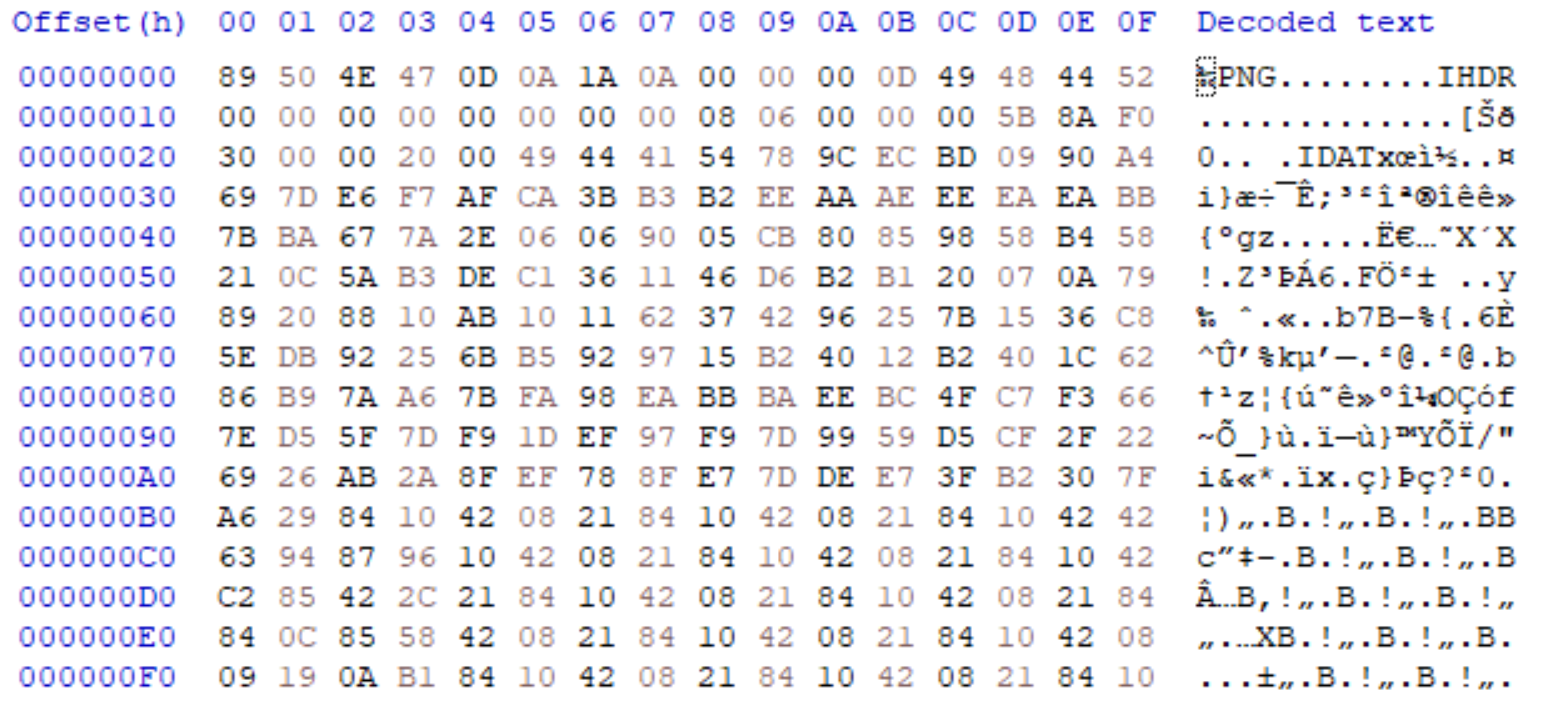 Offset(h) 00 01 02 03 04 05 06 07 08 09 0A 0B 0C 0D 0E 0F Decoded text
00000000 89 50 4E 47 0D 0A 1A 0A 00 00 00 0D 49 48 44 52 ‰PNG........IHDR
00000010 00 00 00 00 00 00 00 00 08 06 00 00 00 5B 8A F0 .............[Šð
00000020 30 00 00 20 00 49 44 41 54 78 9C EC BD 09 90 A4 0.. .IDATxœì½..¤
00000030 69 7D E6 F7 AF CA 3B B3 B2 EE AA AE EE EA EA BB i}æ÷¯Ê;³²îª®îêê»
00000040 7B BA 67 7A 2E 06 06 90 05 CB 80 85 98 58 B4 58 {ºgz.....Ë€…˜X´X
00000050 21 0C 5A B3 DE C1 36 11 46 D6 B2 B1 20 07 0A 79 !.Z³ÞÁ6.FÖ²± ..y
00000060 89 20 88 10 AB 10 11 62 37 42 96 25 7B 15 36 C8 ‰ ˆ.«..b7B–%{.6È
00000070 5E DB 92 25 6B B5 92 97 15 B2 40 12 B2 40 1C 62 ^Û’%kµ’—.²@.²@.b
00000080 86 B9 7A A6 7B FA 98 EA BB BA EE BC 4F C7 F3 66 †¹z¦{ú˜ê»ºî¼OÇóf
00000090 7E D5 5F 7D F9 1D EF 97 F9 7D 99 59 D5 CF 2F 22 ~Õ_}ù.ï—ù}™YÕÏ/"
000000A0 69 26 AB 2A 8F EF 78 8F E7 7D DE E7 3F B2 30 7F i&«*.ïx.ç}Þç?²0.
000000B0 A6 29 84 10 42 08 21 84 10 42 08 21 84 10 42 42 ¦)„.B.!„.B.!„.BB
000000C0 63 94 87 96 10 42 08 21 84 10 42 08 21 84 10 42 c”‡–.B.!„.B.!„.B
000000D0 C2 85 42 2C 21 84 10 42 08 21 84 10 42 08 21 84 Â…B,!„.B.!„.B.!„
000000E0 84 0C 85 58 42 08 21 84 10 42 08 21 84 10 42 08 „.…XB.!„.B.!„.B.
000000F0 09 19 0A B1 84 10 42 08 21 84 10 42 08 21 84 10 ...±„.B.!„.B.!„.